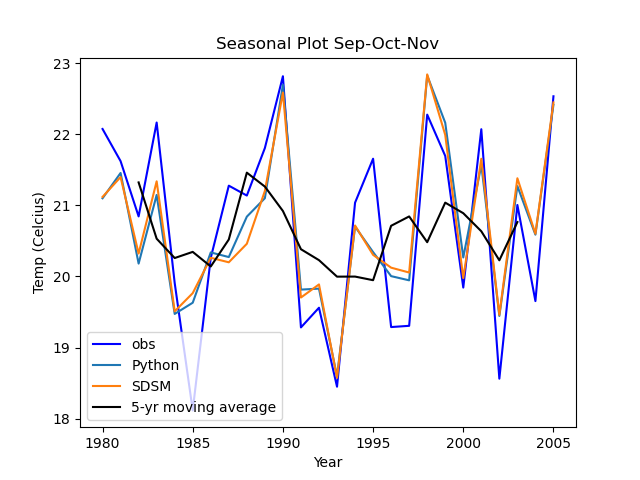 Seasonal Plot Sep-Oct-Nov
23
22
21
20
19
18
Temp (Celcius)
obs
Python
SDSM
5-yr moving average
1980 1985 1990 1995 2000 2005
Year